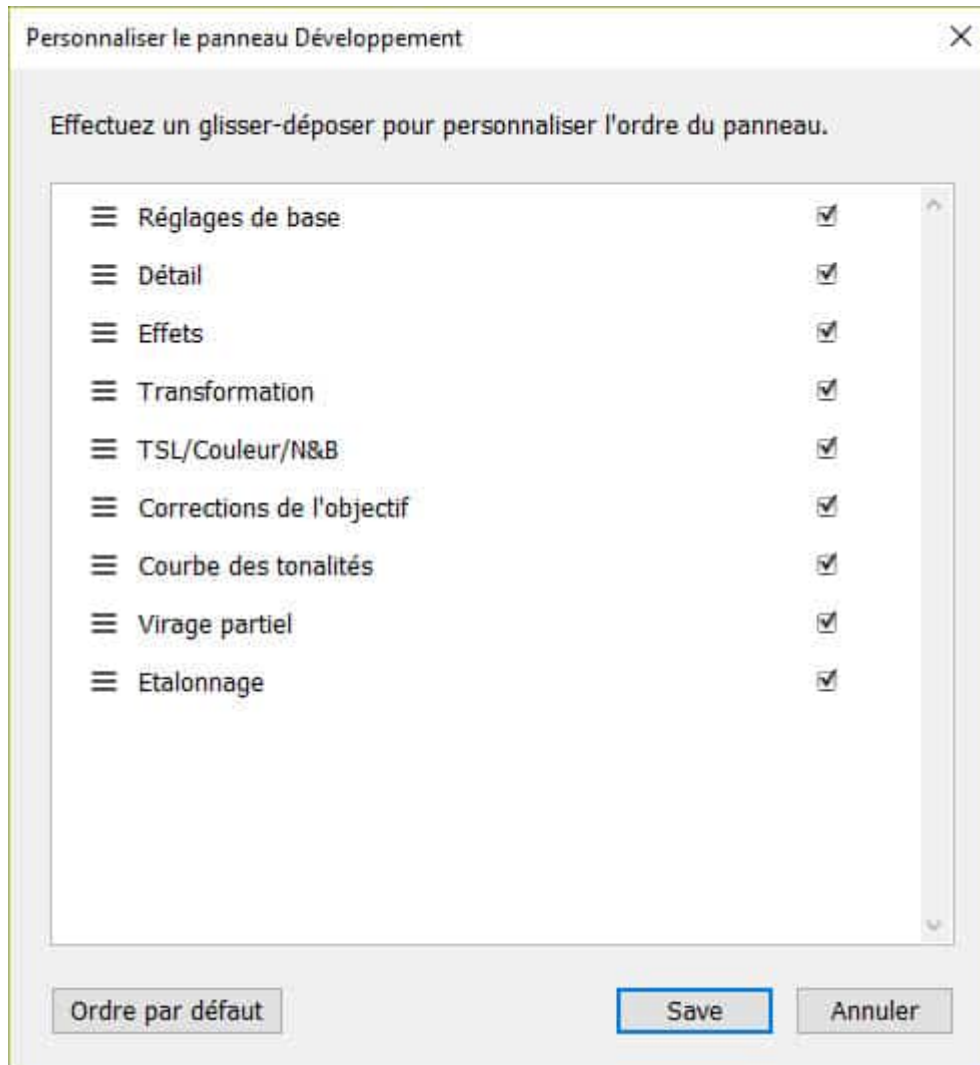 Personnaliser le panneau Développement
Effectuez un glisser-déposer pour personnaliser l'ordre du panneau.
Réglages de base
Détail
Effets
Transformation
TSL/Couleur/N&B
Corrections de l'objectif
Courbe des tonalités
Virage partiel
Etalonnage
Ordre par défaut Save Annuler